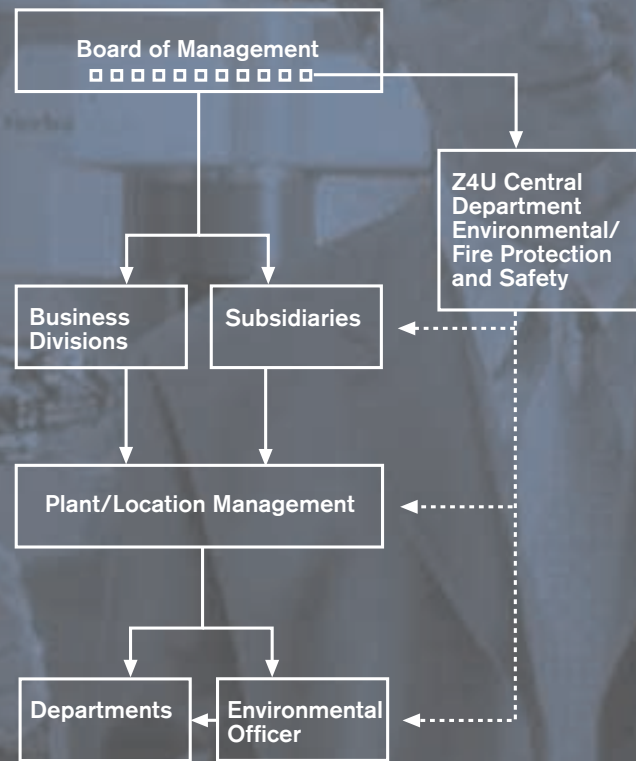 Board of Management
Z4U Central
Department
Environmental/
Fire Protection
and Safety
Business
Divisions
Subsidiaries
Plant/Location Management
Departments
Environmental
Officer